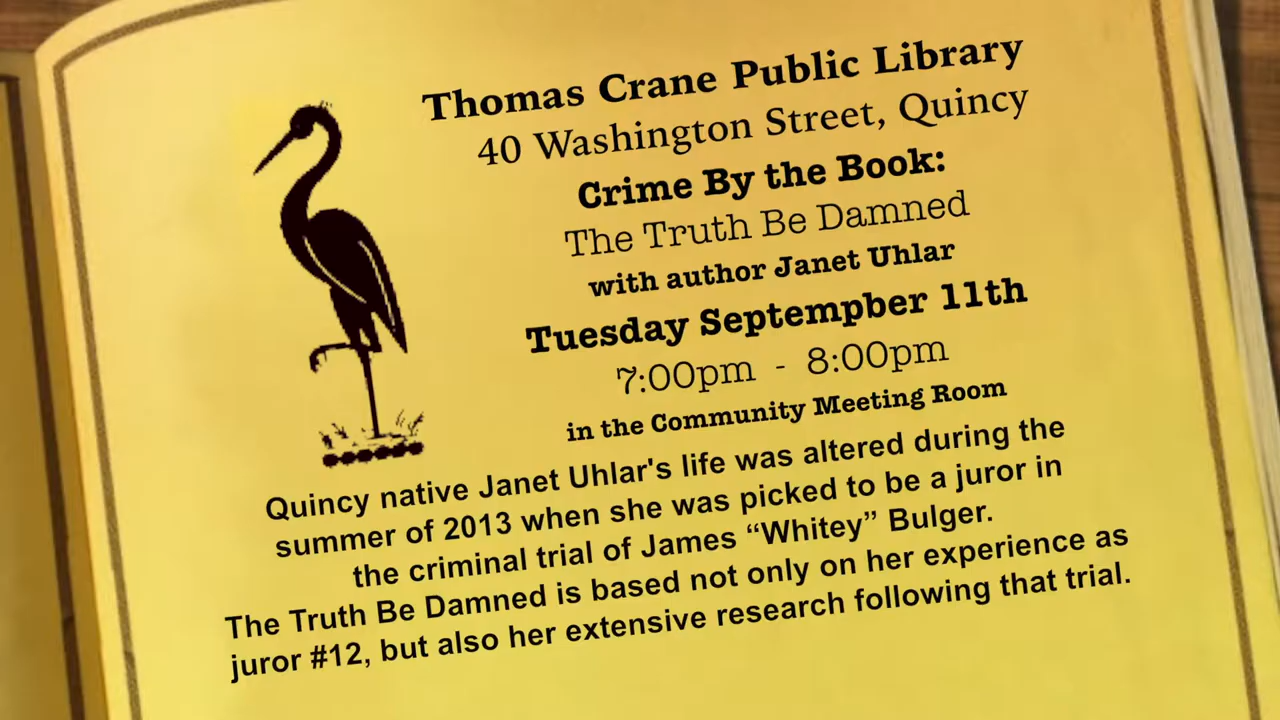 Thomas Crane Public Library
40 Washington Street, Quincy
Crime By the Book:
The Truth Be Damned
with author Janet Uhlar
Tuesday Septempber 11th
7:00pm - 8:00pm
in the Community Meeting Room
Quincy native Janet Uhlar's life was altered during the
summer of 2013 when she was picked to be a juror in
the criminal trial of James “Whitey” Bulger.
The Truth Be Damned is based not only on her experience as
juror #12, but also her extensive research following that trial.